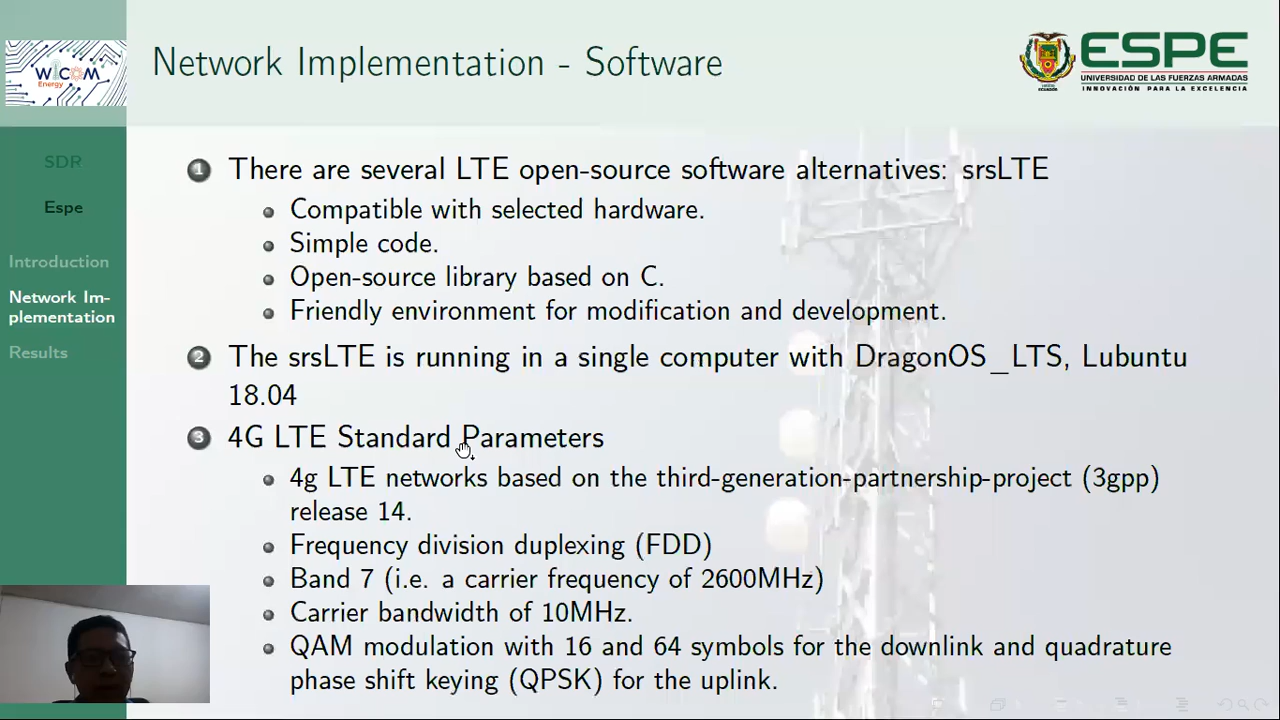 Network Implementation - Software
WICOM
Energy
ESPE
UNIVERSIDAD DE LAS FUERZAS ARMADAS
INNOVACIÓN PARA LA EXCELENCIA
ECUADOR
SDR
Espe
Introduction
Network Im-
plementation
Results
1 There are several LTE open-source software alternatives: srsLTE
Compatible with selected hardware.
Simple code.
Open-source library based on C.
Friendly environment for modification and development.
2 The srsLTE is running in a single computer with DragonOS_LTS, Lubuntu
18.04
3 4G LTE Standard Parameters
4g LTE networks based on the third-generation-partnership-project (3gpp)
release 14.
Frequency division duplexing (FDD)
Band 7 (i.e. a carrier frequency of 2600MHz)
Carrier bandwidth of 10MHz.
QAM modulation with 16 and 64 symbols for the downlink and quadrature
phase shift keying (QPSK) for the uplink.